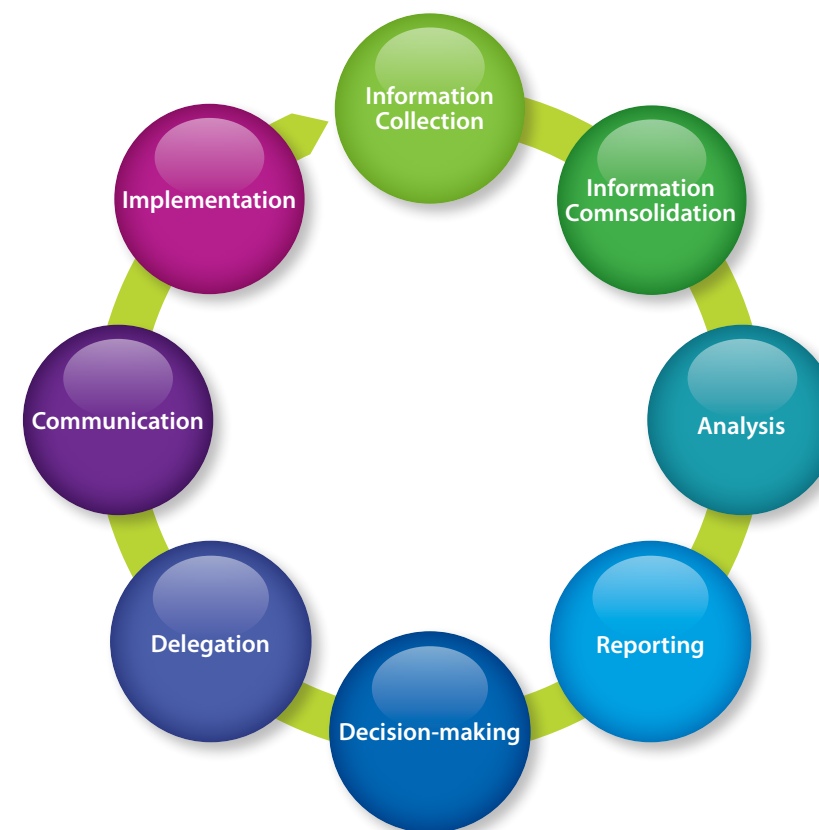 Information
Collection
Information
Comnsolidation
Analysis
Reporting
Decision-making
Delegation
Communication
Implementation